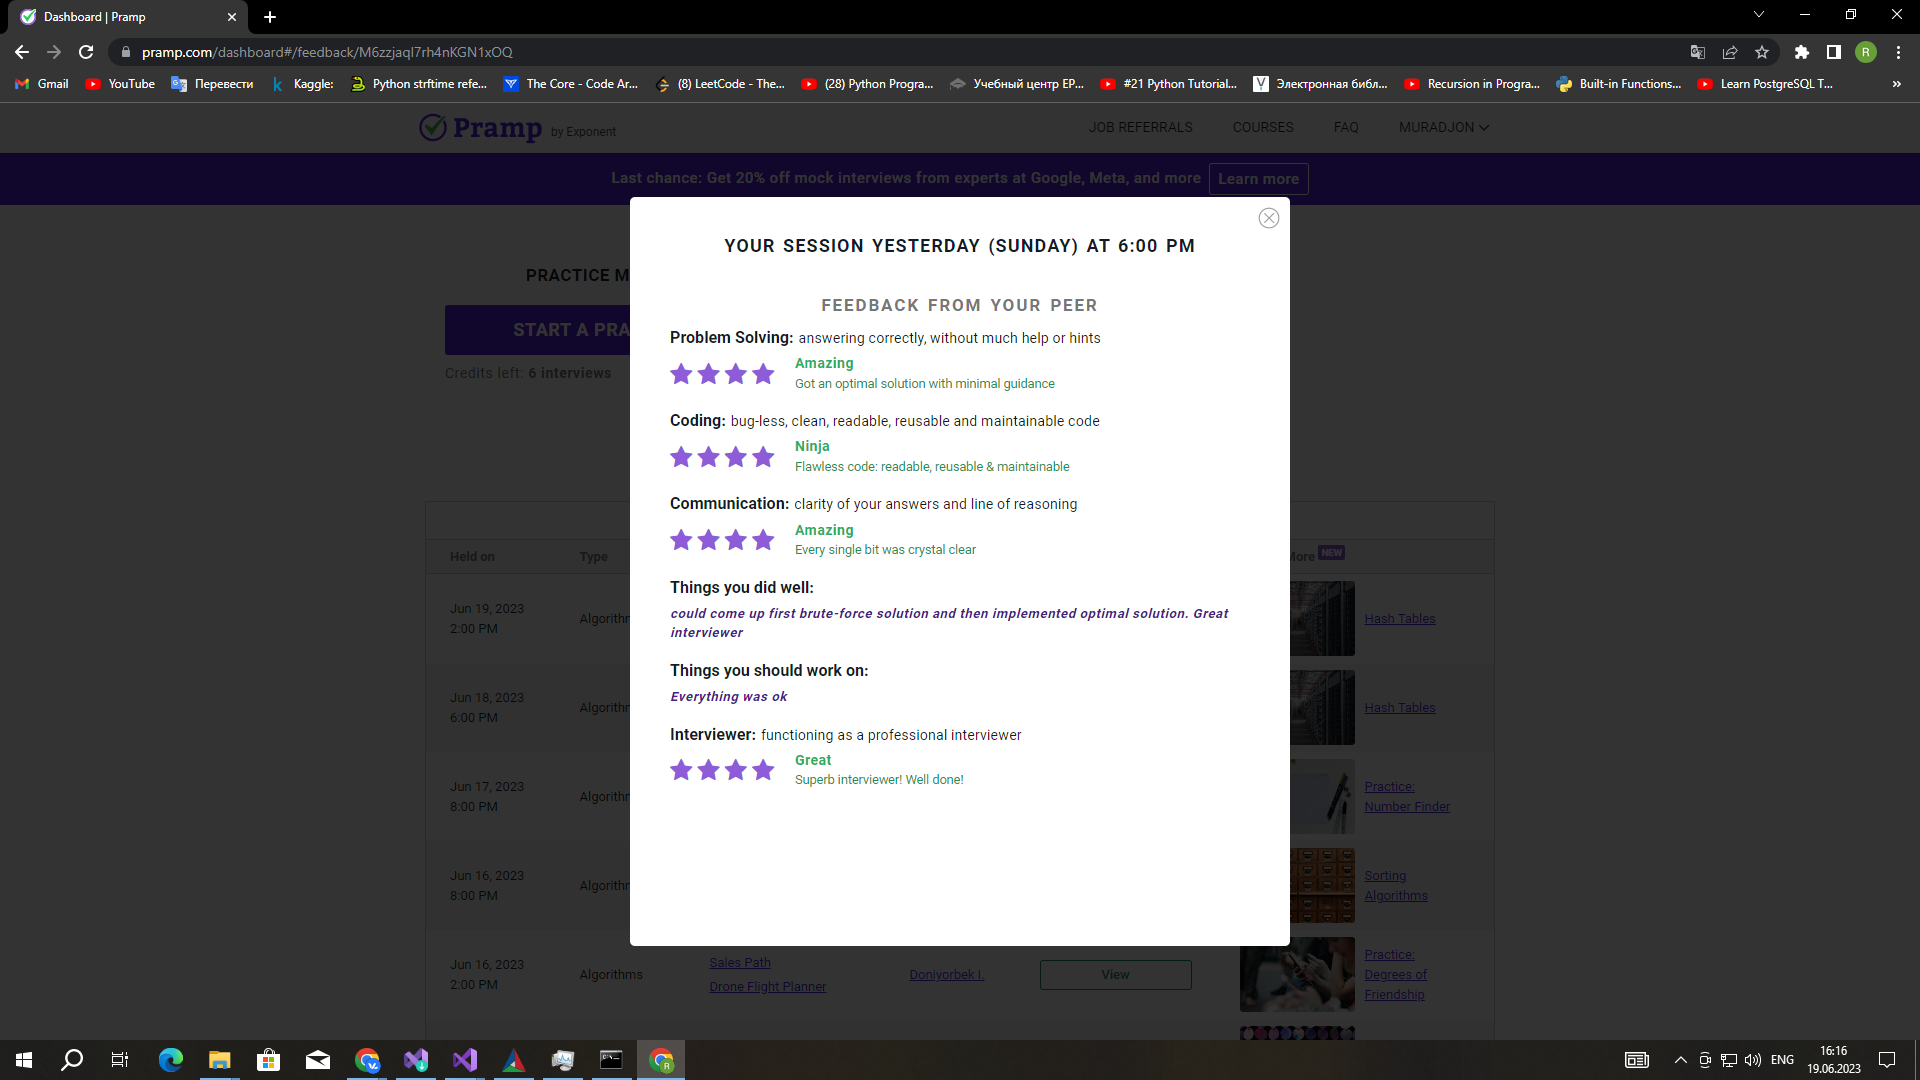 Dashboard | Pramp
pramp.com/dashboard#/feedback/M6zzjaql7rh4nKGN1xOQ
R
Gmail
YouTube
Перевести
Kaggle:
Python strftime refe...
The Core - Code Ar...
(8) LeetCode - The...
(28) Python Progra...
Учебный центр EP...
#21 Python Tutorial...
Электронная библ...
Recursion in Progra...
Built-in Functions...
Learn PostgreSQL T...
»
Pramp by Exponent
JOB REFERRALS
COURSES
FAQ
MURADJON
Last chance: Get 20% off mock interviews from experts at Google, Meta, and more Learn more
PRACTICE M
START A PRA
Credits left: 6 interviews
YOUR SESSION YESTERDAY (SUNDAY) AT 6:00 PM
FEEDBACK FROM YOUR PEER
Problem Solving: answering correctly, without much help or hints
Amazing
Got an optimal solution with minimal guidance
Coding: bug-less, clean, readable, reusable and maintainable code
Ninja
Flawless code: readable, reusable & maintainable
Communication: clarity of your answers and line of reasoning
Amazing
Every single bit was crystal clear
Things you did well:
could come up first brute-force solution and then implemented optimal solution. Great
interviewer
Things you should work on:
Everything was ok
Interviewer: functioning as a professional interviewer
Great
Superb interviewer! Well done!
Held on
Type
More NEW
Jun 19, 2023
2:00 PM
Algorithm
Hash Tables
Jun 18, 2023
6:00 PM
Algorithm
Hash Tables
Jun 17, 2023
8:00 PM
Algorithm
Practice:
Number Finder
Jun 16, 2023
8:00 PM
Algorithm
Sorting
Algorithms
Jun 16, 2023
2:00 PM
Algorithms
Sales Path
Drone Flight Planner
Doniyorbek I.
View
Practice:
Degrees of
Friendship
ENG
16:16
19.06.2023